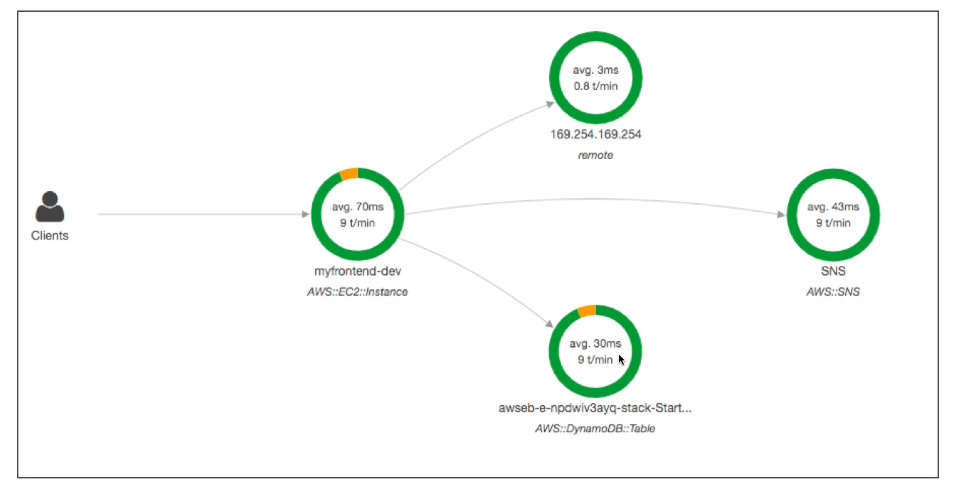 avg. 3ms
0.8 t/min
169.254.169.254
remote
Clients
avg. 70ms
9 t/min
myfrontend-dev
AWS::EC2::Instance
avg. 43ms
9 t/min
SNS
AWS::SNS
avg. 30ms
9 t/min
awseb-e-npdwiv3ayq-stack-Start...
AWS::DynamoDB::Table